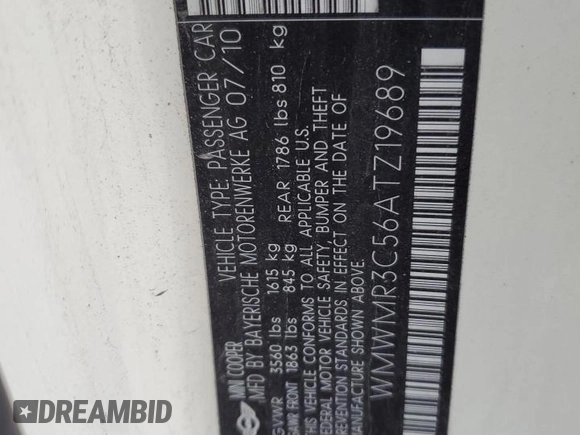 MINI COOPER
VEHICLE TYPE: PASSENGER CAR
MFD BY BAYERISCHE MOTORENWERKE AG 07/10
GVWR 3560 lbs 1615 kg
GAWR FRONT 1863 lbs 845 kg REAR 1786 lbs 810 kg
THIS VEHICLE CONFORMS TO ALL APPLICABLE U.S.
FEDERAL MOTOR VEHICLE SAFETY, BUMPER AND THEFT
PREVENTION STANDARDS IN EFFECT ON THE DATE OF
MANUFACTURE SHOWN ABOVE.
WMWMR3C56ATZ19689
DREAMBID